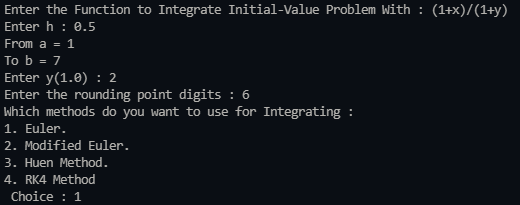 Enter the Function to Integrate Initial-Value Problem With : (1+x)/(1+y)
Enter h : 0.5
From a = 1
To b = 7
Enter y(1.0) : 2
Enter the rounding point digits : 6
Which methods do you want to use for Integrating :
1. Euler.
2. Modified Euler.
3. Huen Method.
4. RK4 Method
Choice : 1